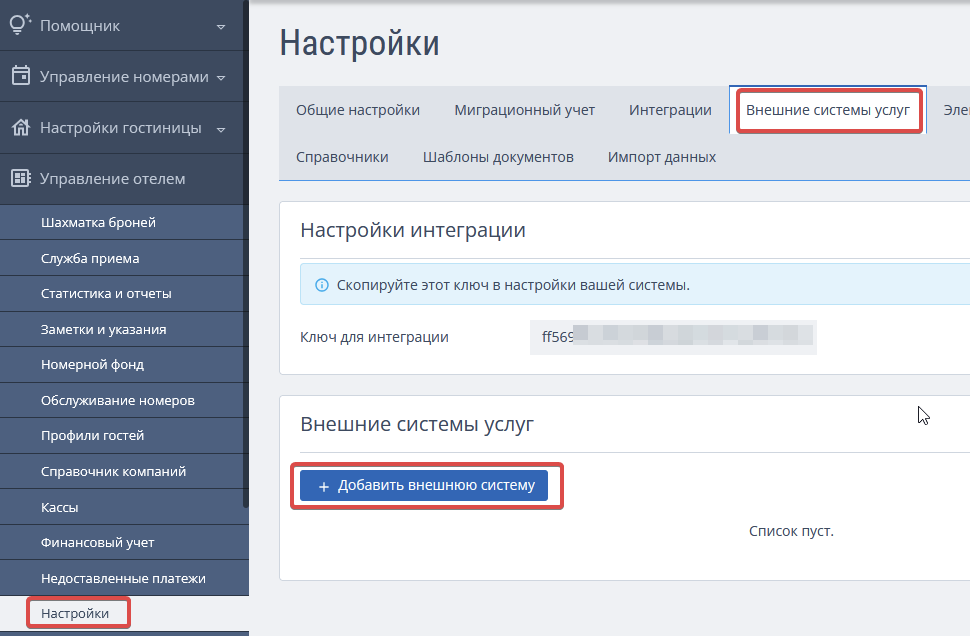 Помощник
Управление номерами
Настройки гостиницы
Управление отелем
Шахматка броней
Служба приема
Статистика и отчеты
Заметки и указания
Номерной фонд
Обслуживание номеров
Профили гостей
Справочник компаний
Кассы
Финансовый учет
Недоставленные платежи
Настройки
Настройки
Общие настройки Миграционный учет Интеграции Внешние системы услуг
Справочники Шаблоны документов Импорт данных
Настройки интеграции
Скопируйте этот ключ в настройки вашей системы.
Ключ для интеграции ff569
Внешние системы услуг
+ Добавить внешнюю систему
Список пуст.